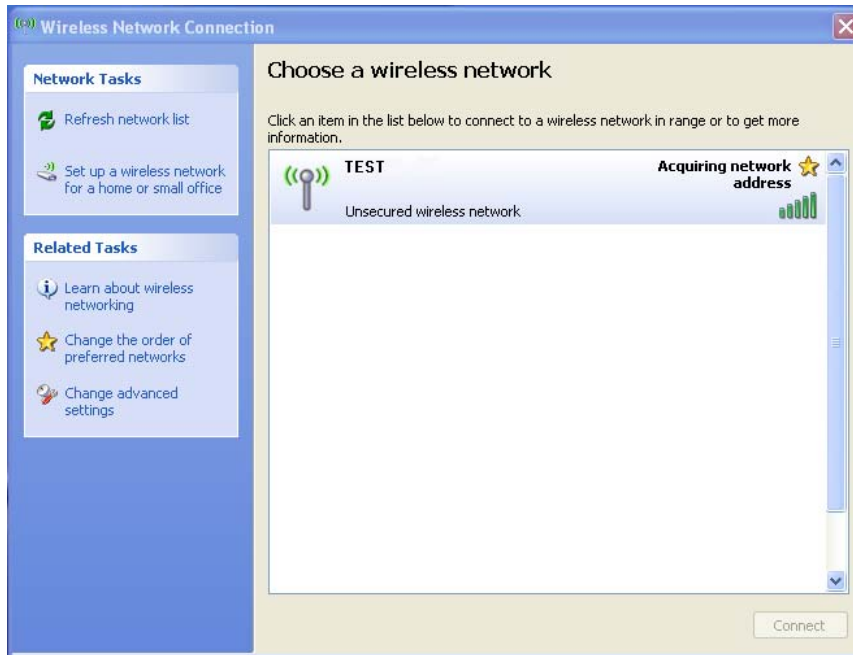 Wireless Network Connection
Network Tasks
Refresh network list
Set up a wireless network
for a home or small office
Related Tasks
Learn about wireless
networking
Change the order of
preferred networks
Change advanced
settings
Choose a wireless network
Click an item in the list below to connect to a wireless network in range or to get more
information.
TEST
Acquiring network
address
Unsecured wireless network
Connect